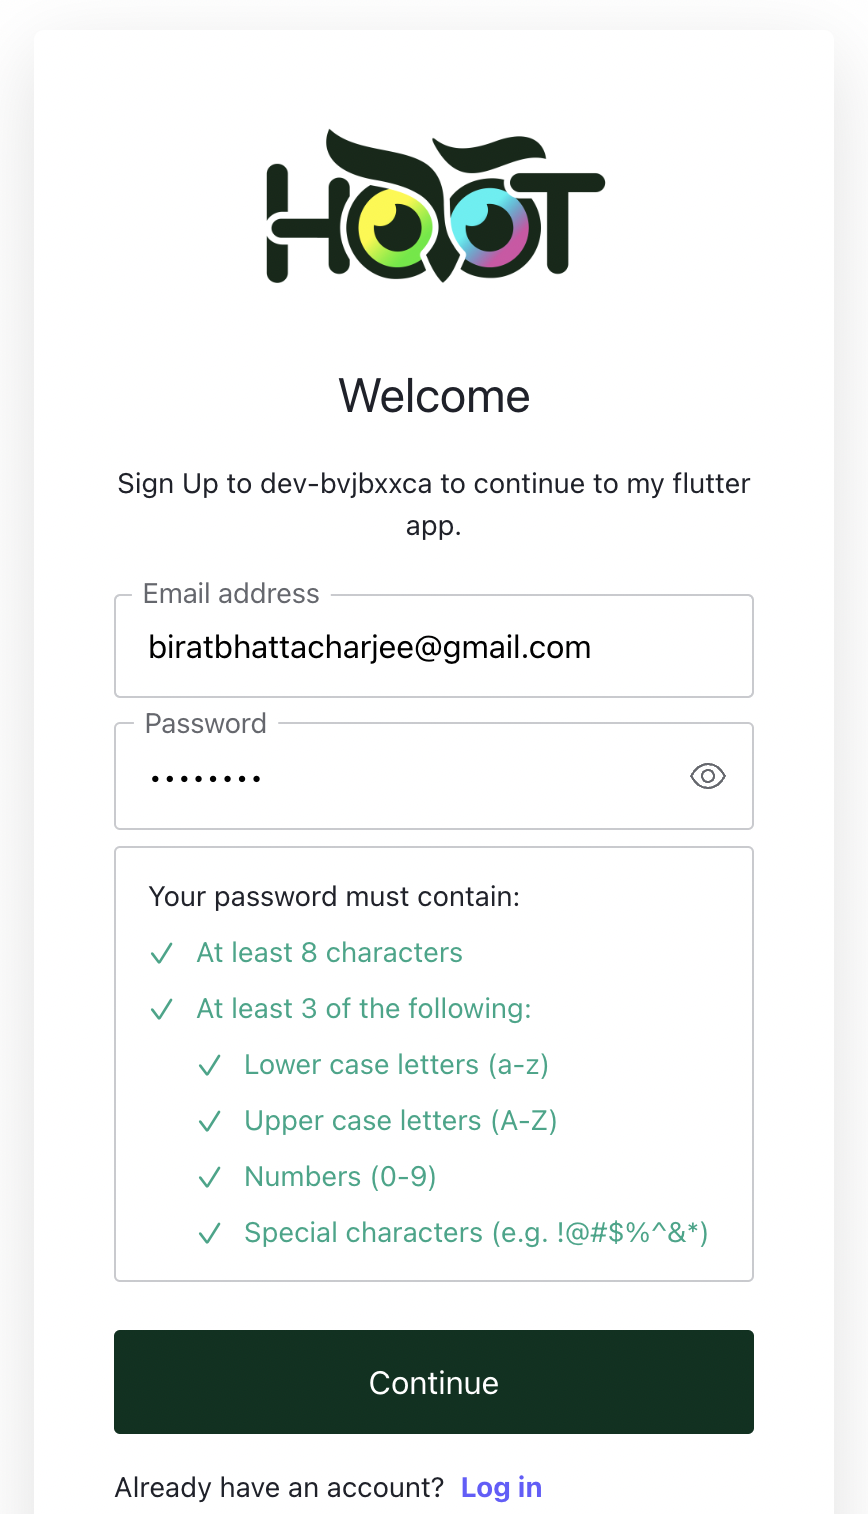 HOOT
Welcome
Sign Up to dev-bvjbxxca to continue to my flutter
app.
Email address
biratbhattacharjee@gmail.com
Password
••••••••
Your password must contain:
At least 8 characters
At least 3 of the following:
Lower case letters (a-z)
Upper case letters (A-Z)
Numbers (0-9)
Special characters (e.g. !@#$%^&*)
Continue
Already have an account? Log in